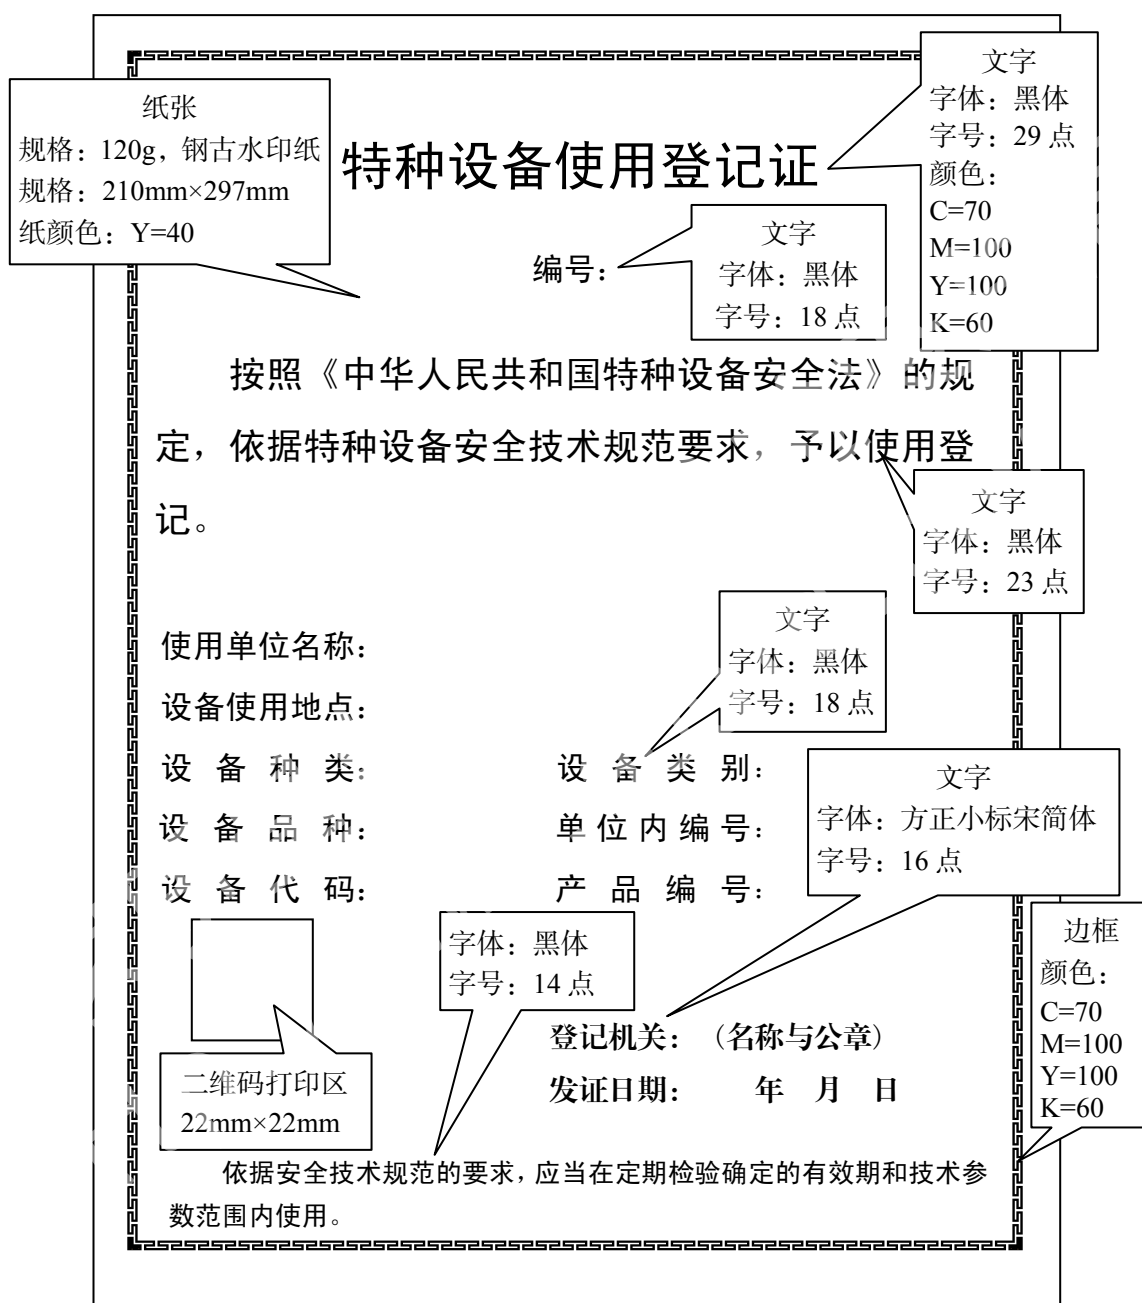 纸张
规格：120g，钢古水印纸
规格：210mm×297mm
纸颜色：Y=40
文字
字体：黑体
字号：29 点
颜色：
C=70
M=100
Y=100
K=60
特种设备使用登记证
编号：
文字
字体：黑体
字号：18 点
按照《中华人民共和国特种设备安全法》的规
定，依据特种设备安全技术规范要求，予以使用登
记。
文字
字体：黑体
字号：23 点
使用单位名称：
设备使用地点：
文字
字体：黑体
字号：18 点
设备种类： 设备类别：
设备品种： 单位内编号：
设备代码： 产品编号：
文字
字体：方正小标宋简体
字号：16 点
字体：黑体
字号：14 点
边框
颜色：
C=70
M=100
Y=100
K=60
登记机关：（名称与公章）
发证日期： 年 月 日
二维码打印区
22mm×22mm
依据安全技术规范的要求，应当在定期检验确定的有效期和技术参
数范围内使用。